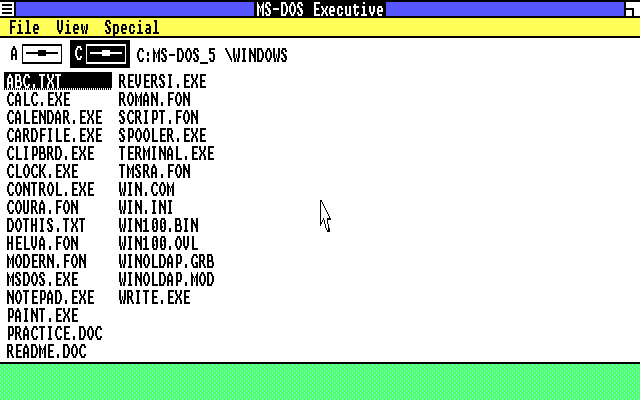 MS-DOS Executive
File View Special
A C C:MS-DOS_5 \WINDOWS
ABC.TXT REVERSI.EXE
CALC.EXE ROMAN.FON
CALENDAR.EXE SCRIPT.FON
CARDFILE.EXE SPOOLER.EXE
CLIPBRD.EXE TERMINAL.EXE
CLOCK.EXE TMSRA.FON
CONTROL.EXE WIN.COM
COURA.FON WIN.INI
DOTHIS.TXT WIN100.BIN
HELVA.FON WIN100.OVL
MODERN.FON WINOLDAP.GRB
MSDOS.EXE WINOLDAP.MOD
NOTEPAD.EXE WRITE.EXE
PAINT.EXE
PRACTICE.DOC
README.DOC